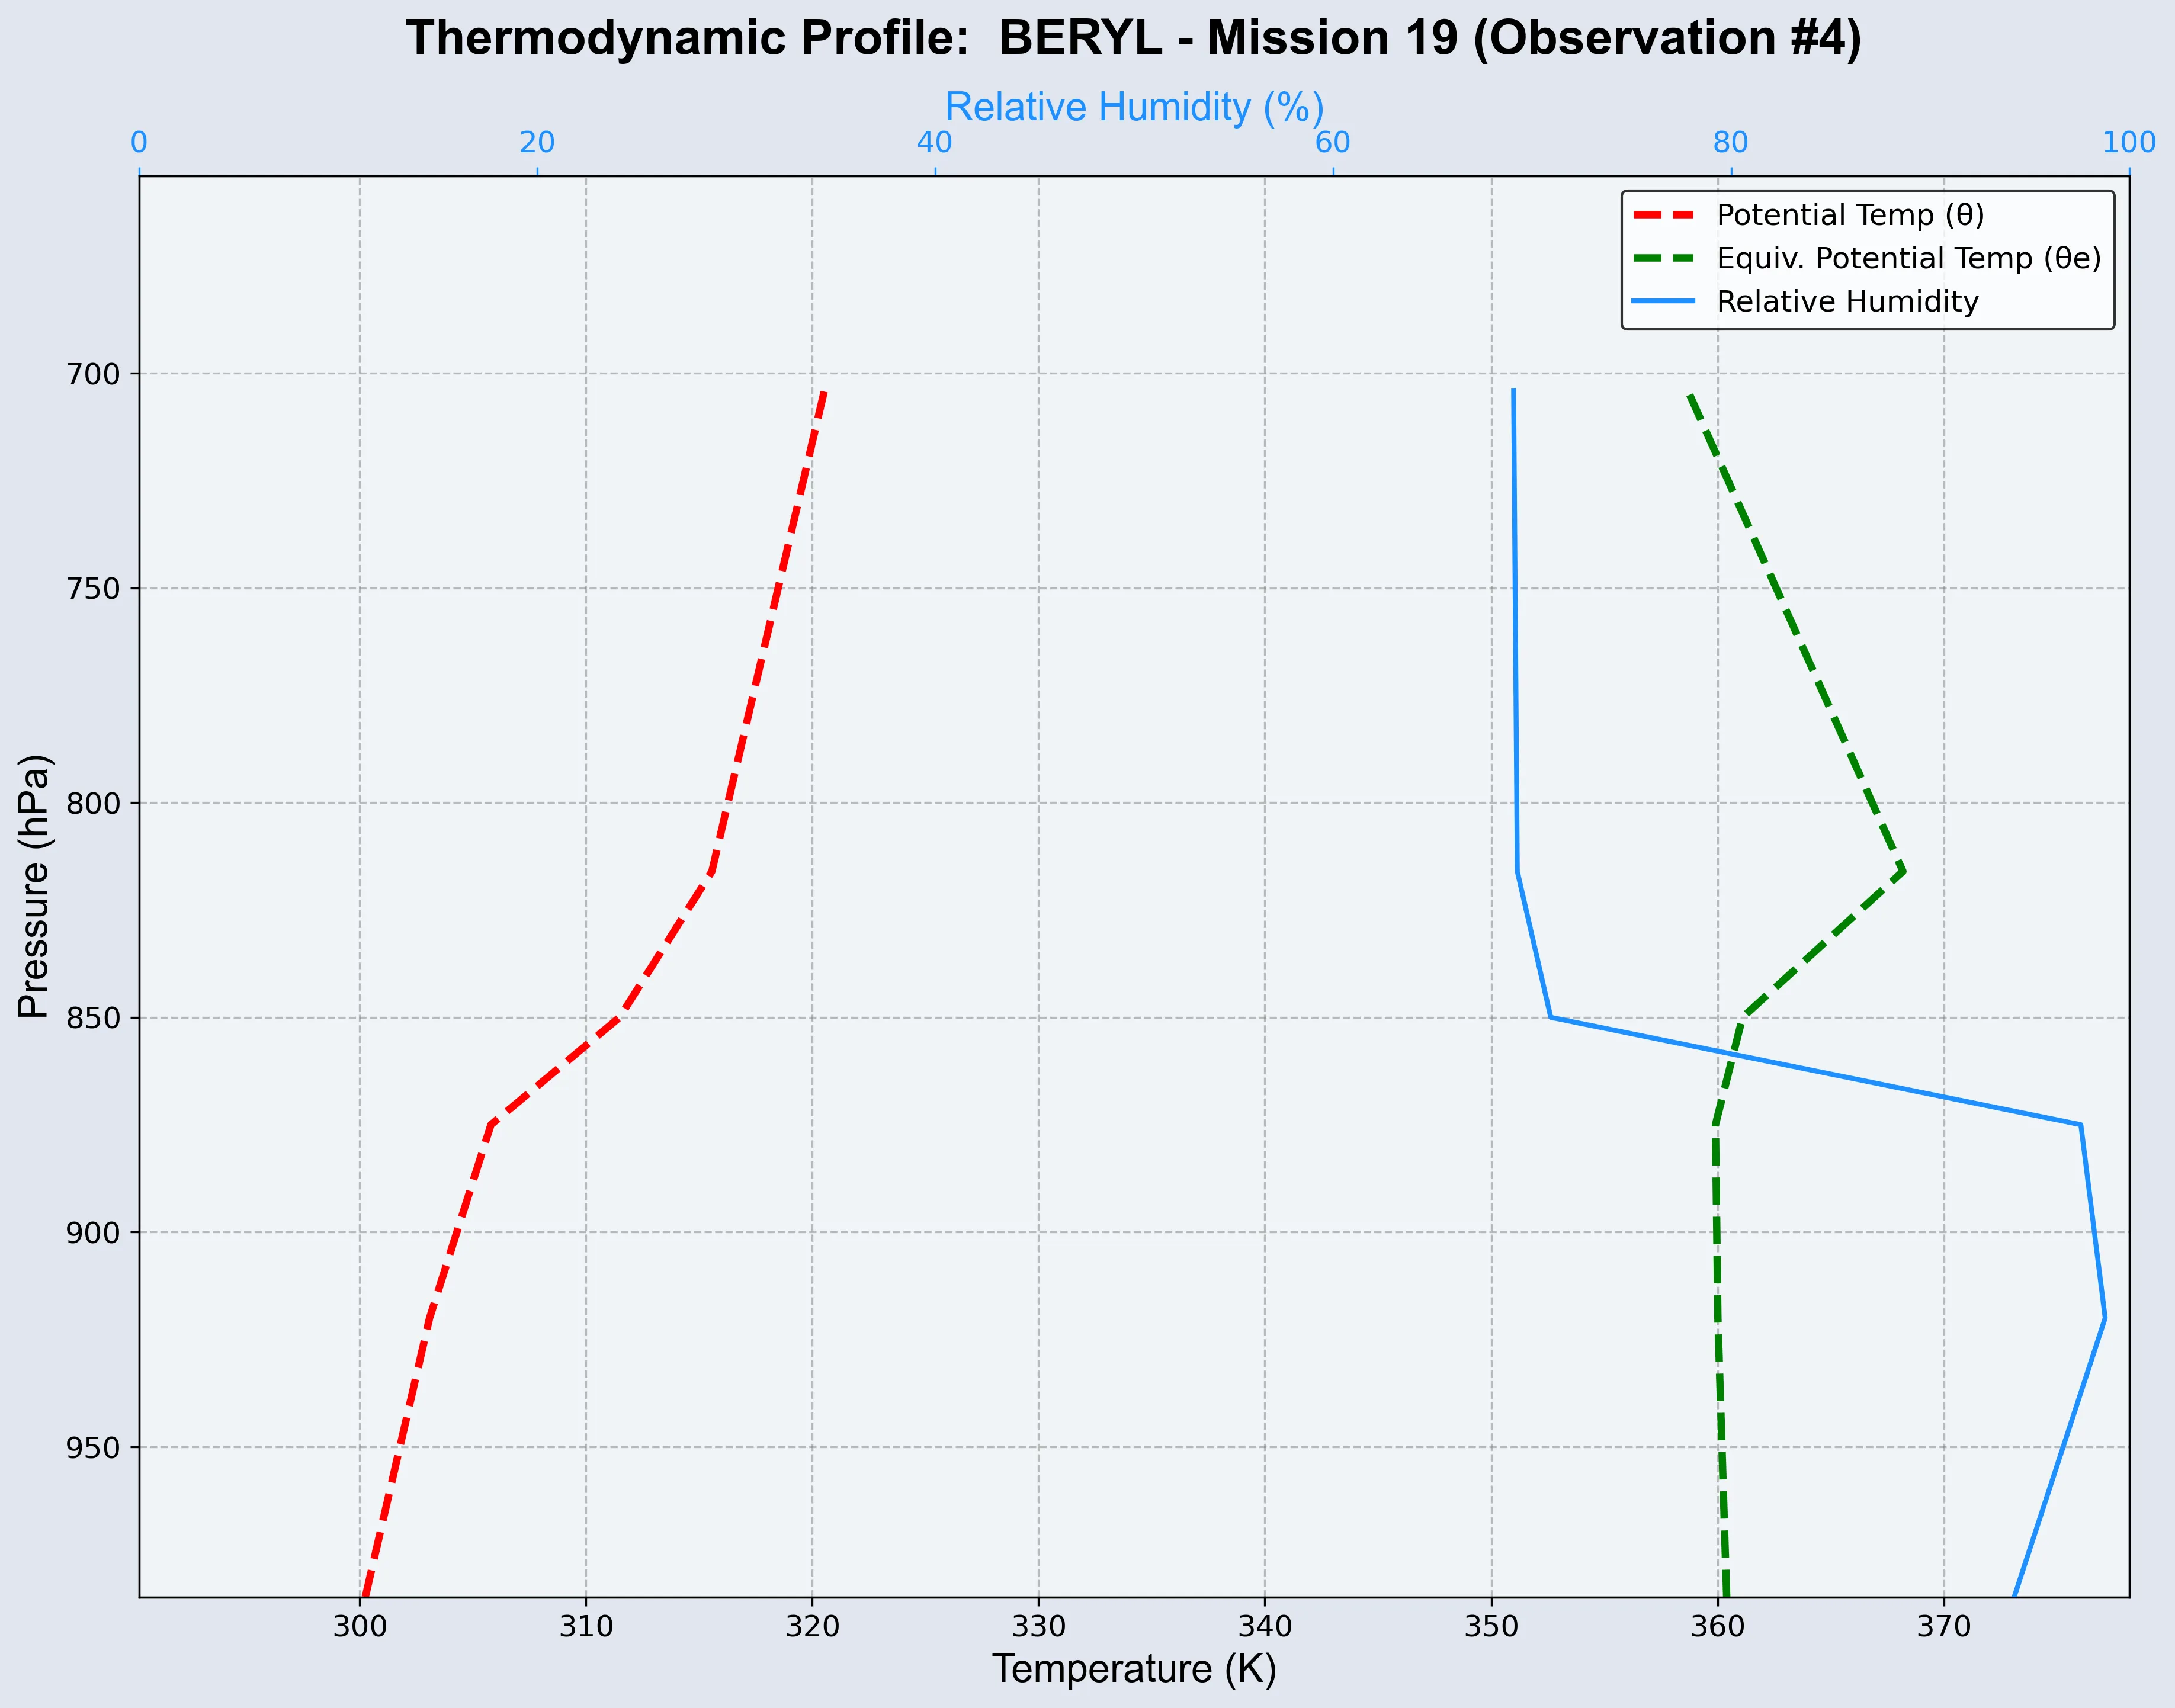 Thermodynamic Profile:  BERYL - Mission 19 (Observation #4)
Relative Humidity (%)
0 20 40 60 80 100
Potential Temp (θ)
Equiv. Potential Temp (θe)
Relative Humidity
700
750
800
850
900
950
Pressure (hPa)
300 310 320 330 340 350 360 370
Temperature (K)